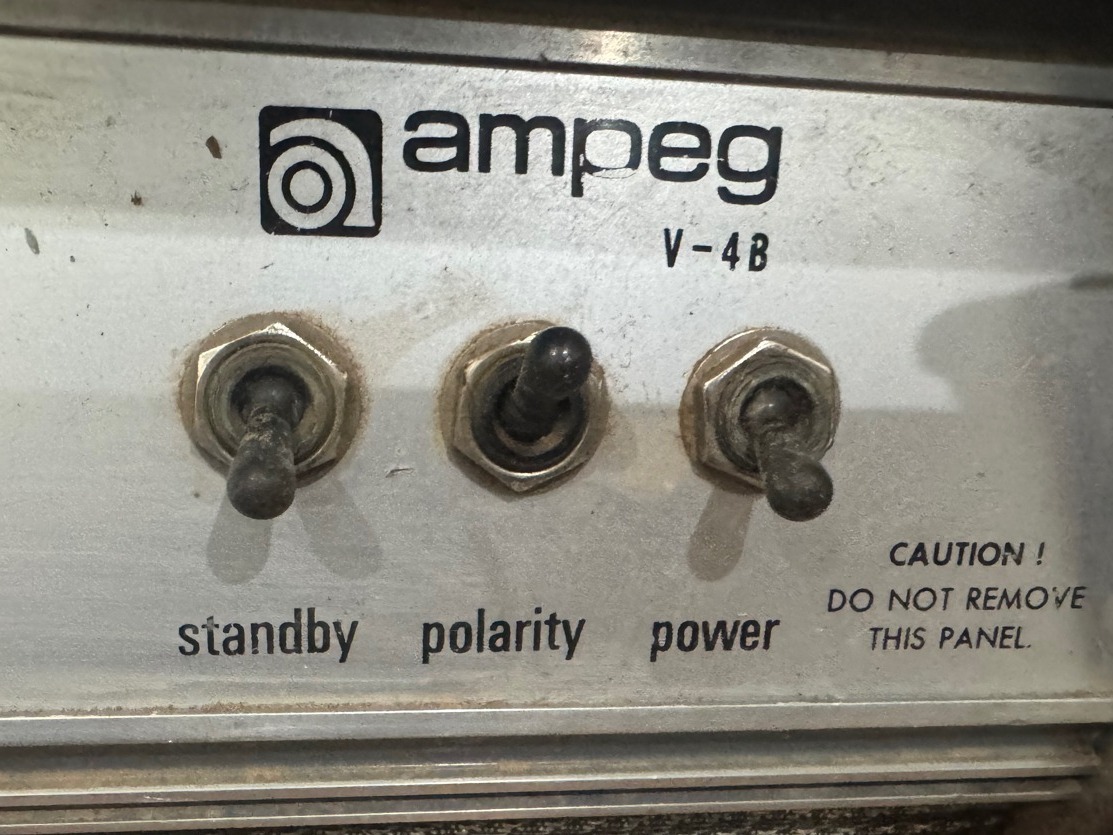 ampeg
V-4B
standby polarity power
CAUTION !
DO NOT REMOVE
THIS PANEL.